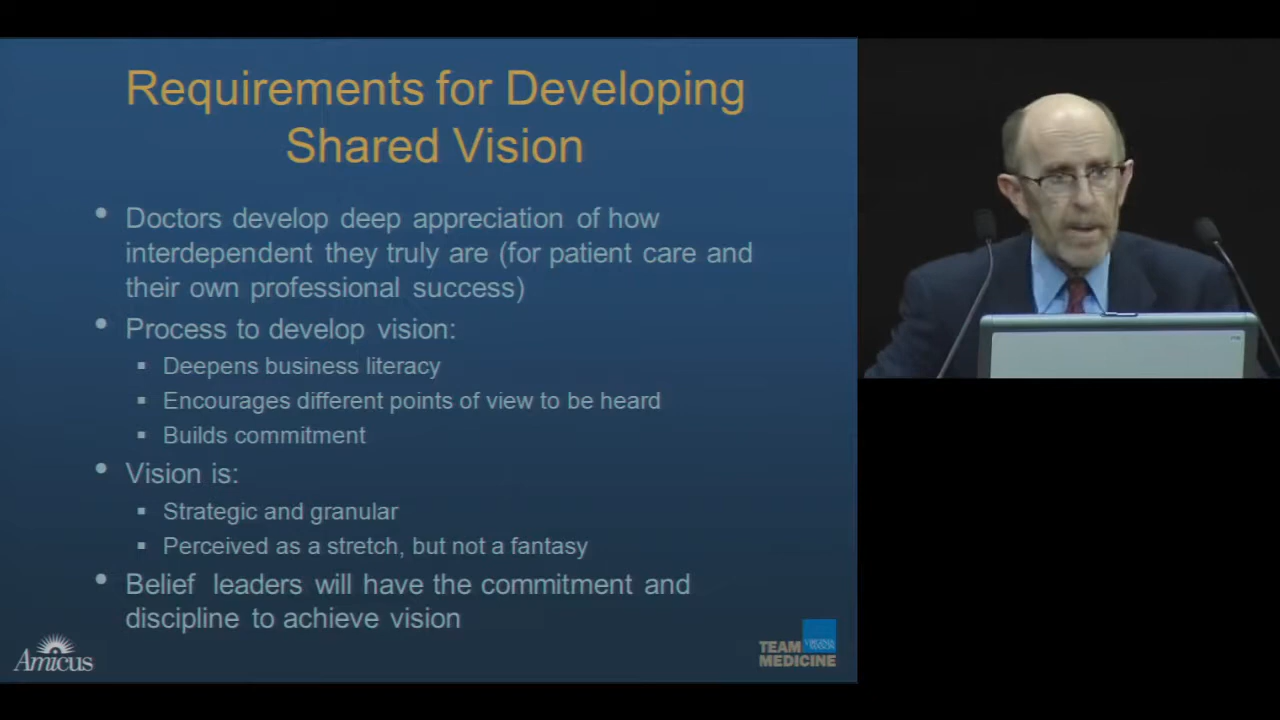 Requirements for Developing
Shared Vision
• Doctors develop deep appreciation of how
interdependent they truly are (for patient care and
their own professional success)
• Process to develop vision:
▪ Deepens business literacy
▪ Encourages different points of view to be heard
▪ Builds commitment
• Vision is:
▪ Strategic and granular
▪ Perceived as a stretch, but not a fantasy
• Belief leaders will have the commitment and
discipline to achieve vision
Amicus
VIRGINIA
MASON
TEAM
MEDICINE